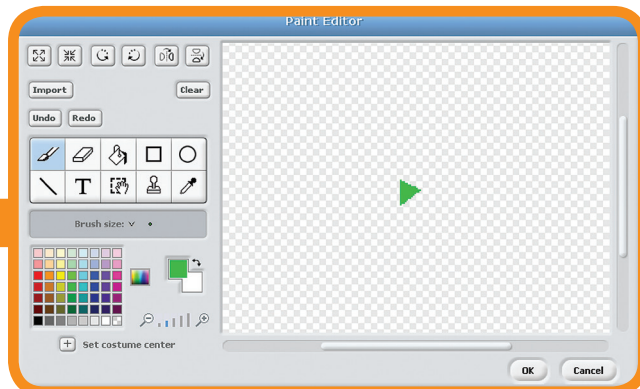 Paint Editor
Import
Clear
Undo
Redo
T
Brush size:
Set costume center
OK
Cancel